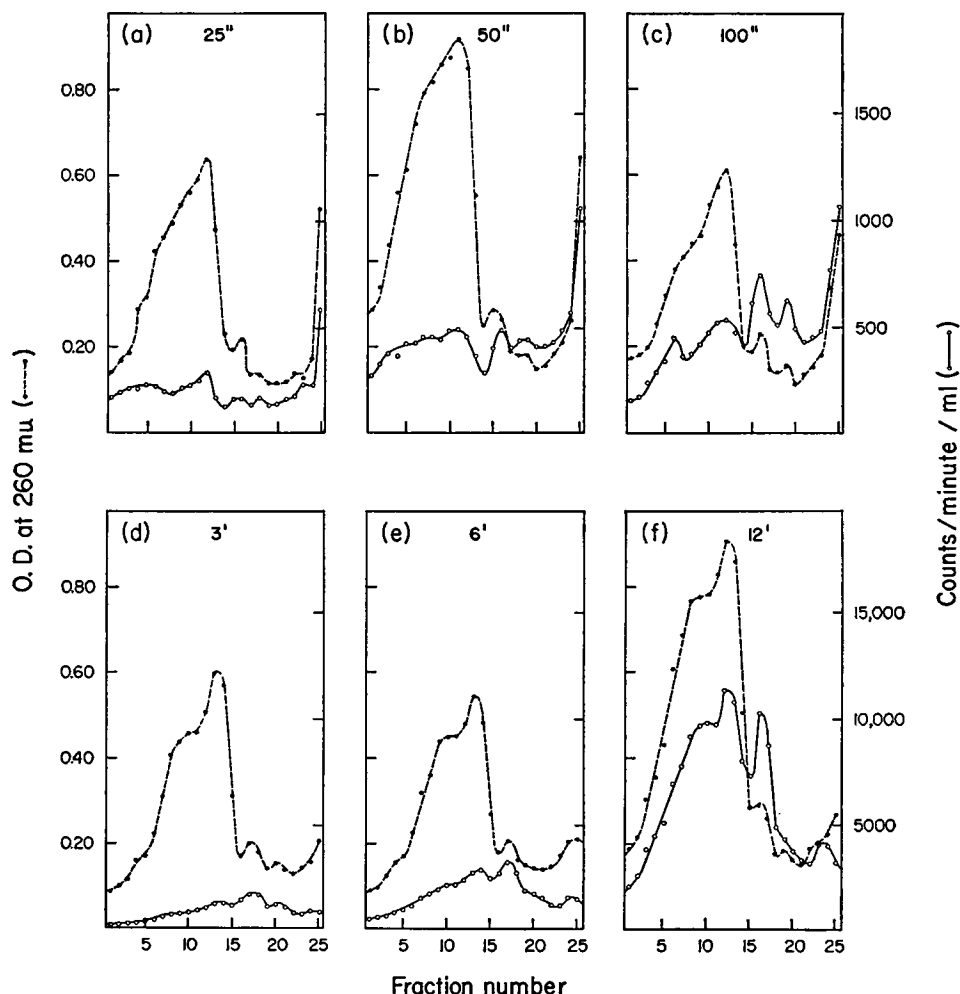 (a) 25"
(b) 50"
(c) 100"
0.80
0.60
0.40
0.20
1500
1000
500
(d) 3'
(e) 6'
(f) 12'
0.80
0.60
0.40
0.20
15,000
10,000
5000
5 10 15 20 25
5 10 15 20 25
5 10 15 20 25
O.D. at 260 mu (•----•)
Counts/minute / ml (•——•)
Fraction number